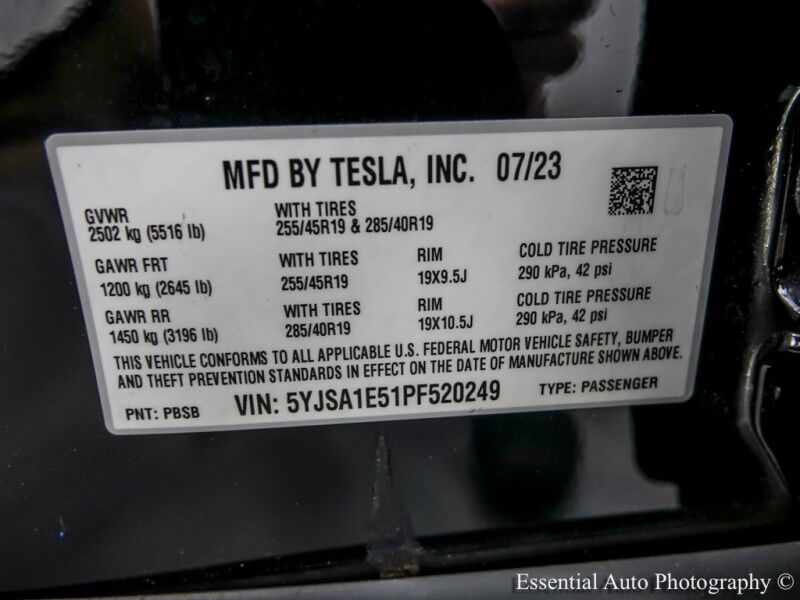 MFD BY TESLA, INC. 07/23
GVWR WITH TIRES
2502 kg (5516 lb) 255/45R19 & 285/40R19
GAWR FRT WITH TIRES RIM COLD TIRE PRESSURE
1200 kg (2645 lb) 255/45R19 19X9.5J 290 kPa, 42 psi
GAWR RR WITH TIRES RIM COLD TIRE PRESSURE
1450 kg (3196 lb) 285/40R19 19X10.5J 290 kPa, 42 psi
THIS VEHICLE CONFORMS TO ALL APPLICABLE U.S. FEDERAL MOTOR VEHICLE SAFETY, BUMPER
AND THEFT PREVENTION STANDARDS IN EFFECT ON THE DATE OF MANUFACTURE SHOWN ABOVE.
PNT: PBSB VIN: 5YJSA1E51PF520249 TYPE: PASSENGER
Essential Auto Photography ©